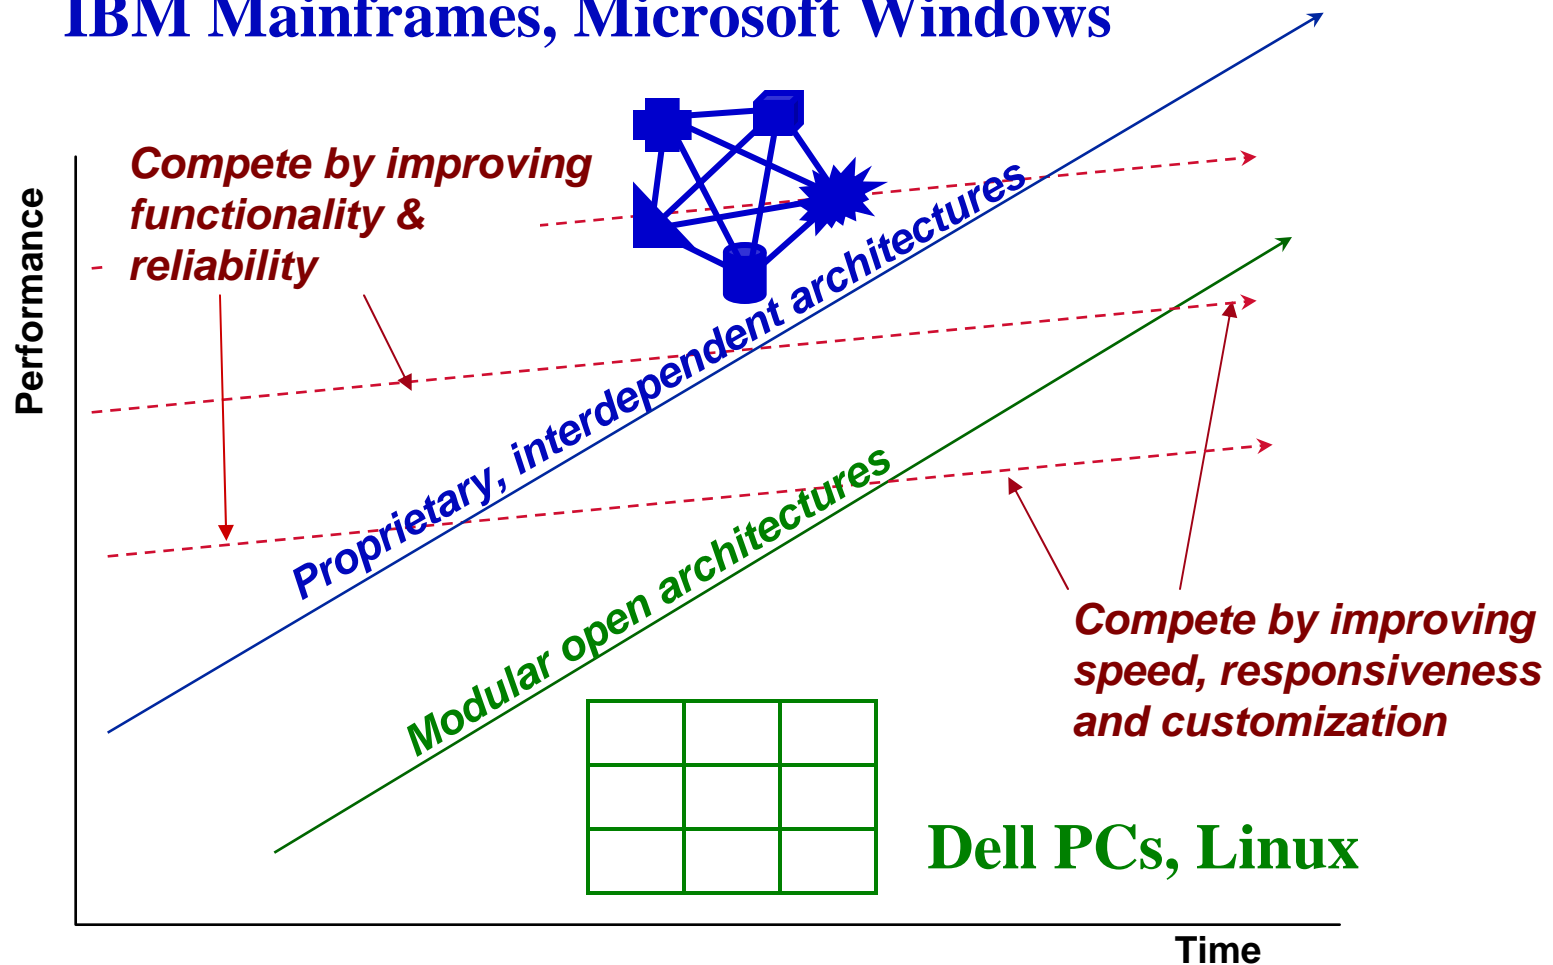 IBM Mainframes, Microsoft Windows
Compete by improving
functionality &
reliability
Performance
Proprietary, interdependent architectures
Modular open architectures
Compete by improving
speed, responsiveness
and customization
Dell PCs, Linux
Time